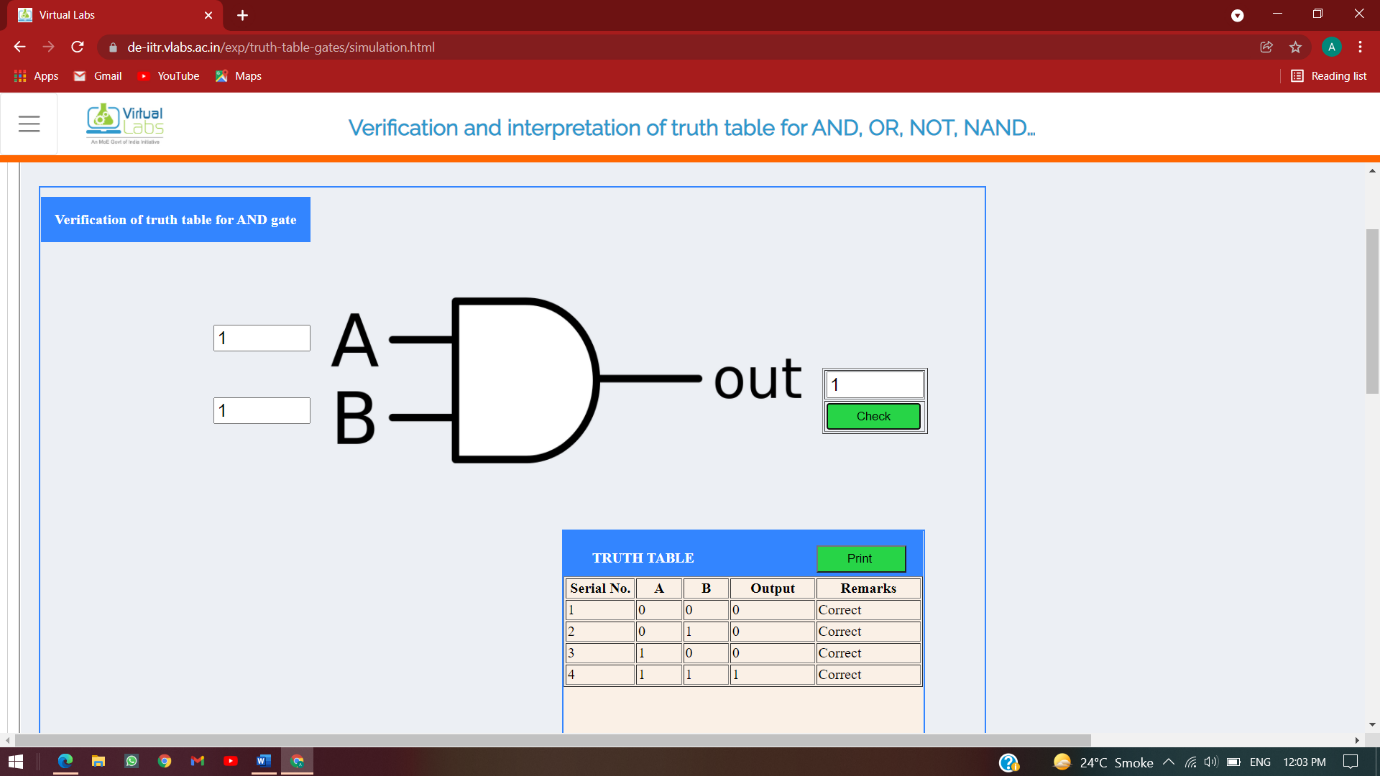 Virtual Labs
de-iitr.vlabs.ac.in/exp/truth-table-gates/simulation.html
A
Apps Gmail YouTube Maps Reading list
Virtual
Labs
An MoE Govt of India Initiative
Verification and interpretation of truth table for AND, OR, NOT, NAND...
Verification of truth table for AND gate
1 A
out 1
1 B
Check
TRUTH TABLE Print
Serial No. A B Output Remarks
1 0 0 0 Correct
2 0 1 0 Correct
3 1 0 0 Correct
4 1 1 1 Correct
24°C Smoke ENG 12:03 PM